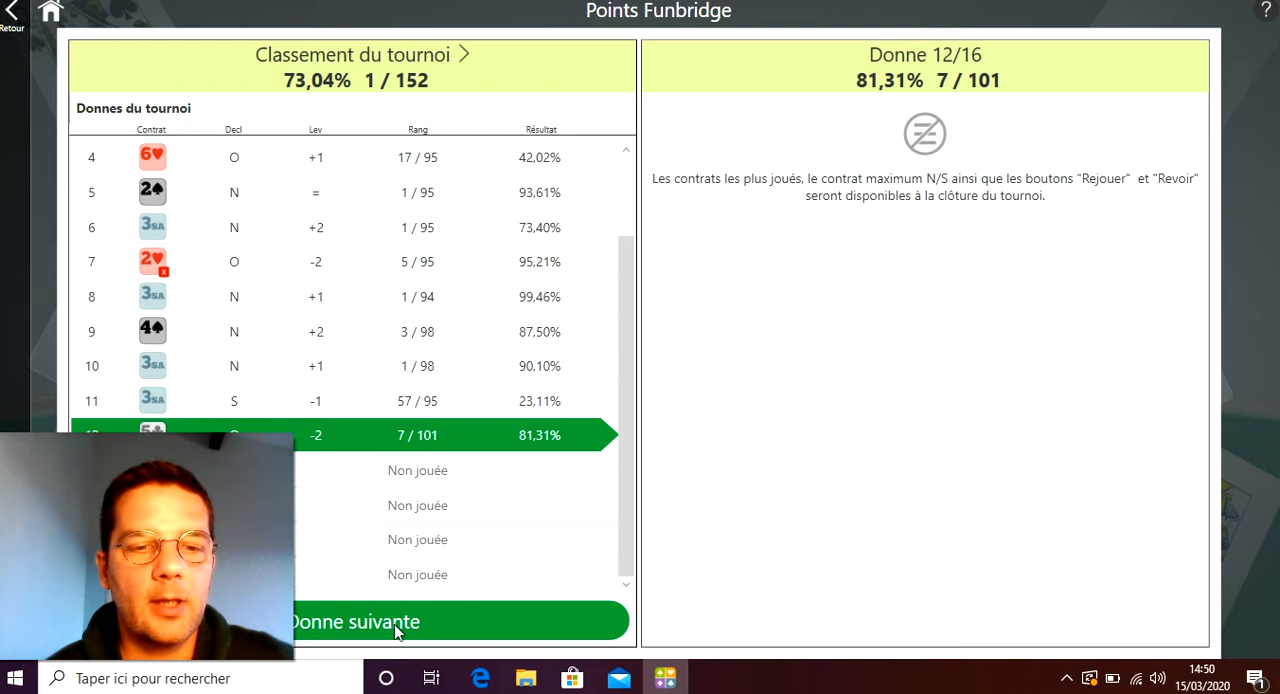 Retour
Points Funbridge
?
Classement du tournoi >
73,04% 1 / 152
Donnes du tournoi
Contrat Decl Lev Rang Résultat
4 6♥ O +1 17 / 95 42,02%
5 2♠ N = 1 / 95 93,61%
6 3SA N +2 1 / 95 73,40%
7 2♥ x O -2 5 / 95 95,21%
8 3SA N +1 1 / 94 99,46%
9 4♠ N +2 3 / 98 87,50%
10 3SA N +1 1 / 98 90,10%
11 3SA S -1 57 / 95 23,11%
-2 7 / 101 81,31%
Non jouée
Non jouée
Non jouée
Non jouée
Donne suivante
Donne 12/16
81,31% 7 / 101
Les contrats les plus joués, le contrat maximum N/S ainsi que les boutons "Rejouer" et "Revoir"
seront disponibles à la clôture du tournoi.
Taper ici pour rechercher
14:50
15/03/2020
1